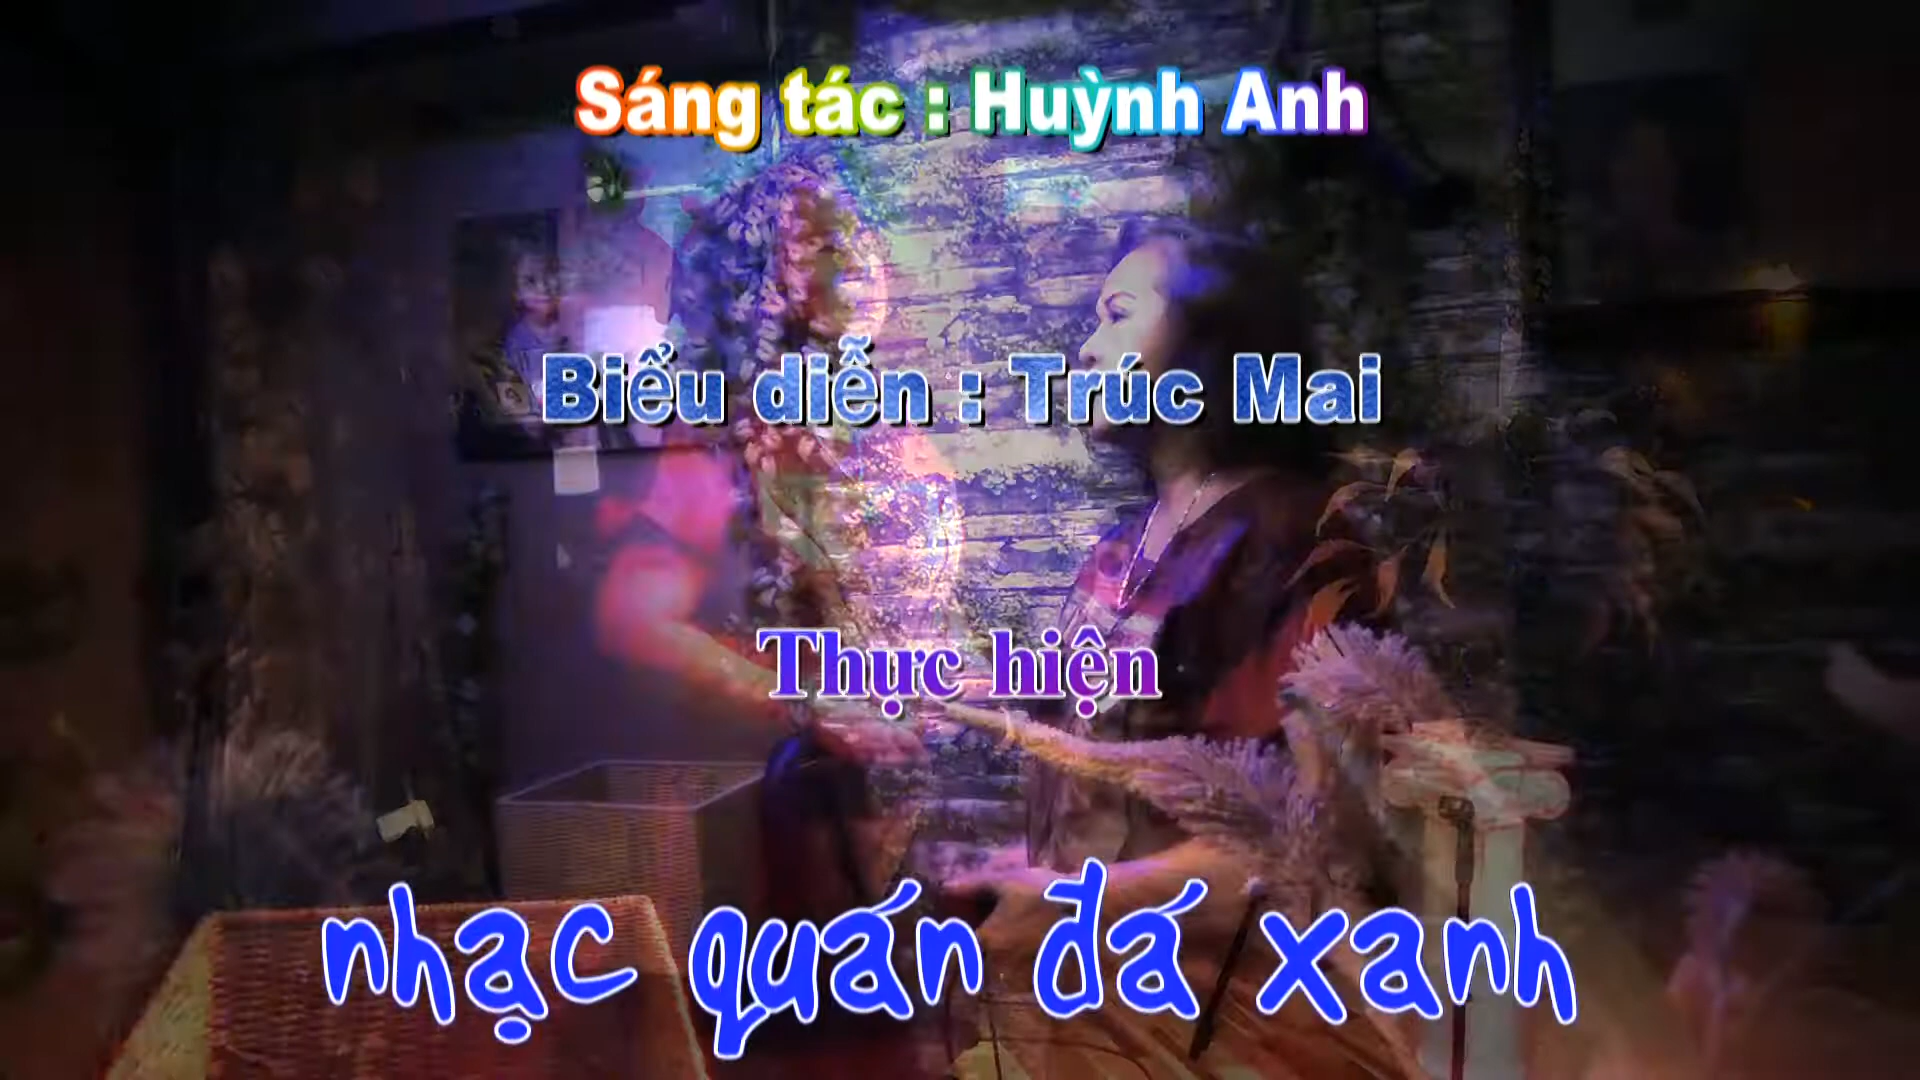 Sáng tác : Huỳnh Anh
Biểu diễn : Trúc Mai
Thực hiện
nhạc quán đá xanh